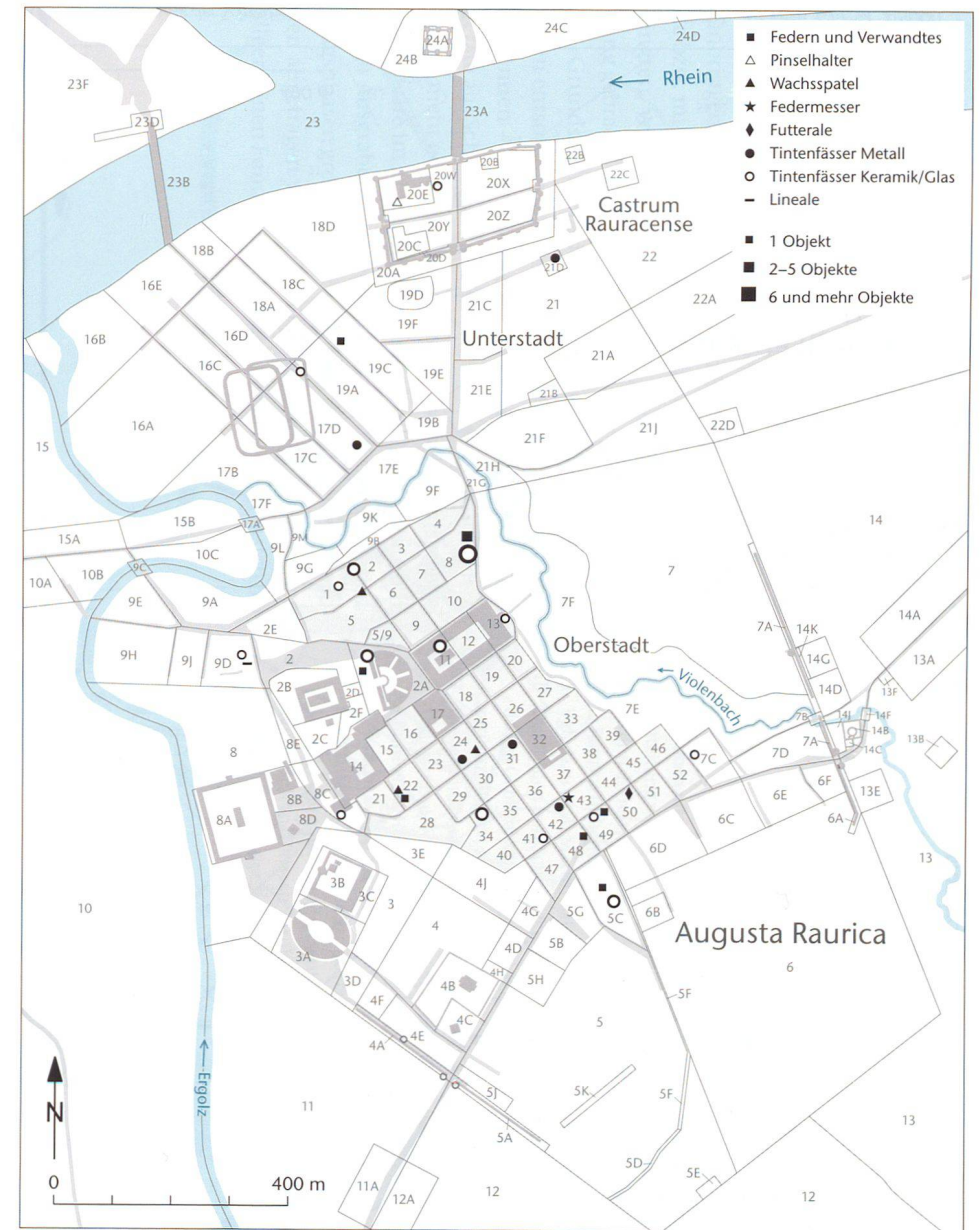 24C
24D
24A
24B
23F
Federn und Verwandtes
Pinselhalter
Wachsspatel
Federmesser
Futterale
Tintenfässer Metall
Tintenfässer Keramik/Glas
Lineale
1 Objekt
2–5 Objekte
6 und mehr Objekte
← Rhein
23A
23D
23
23B
20B
22B
20W
20X
22C
20E
18D
Castrum
Rauracense
20Y
20Z
18B
20C
20D
22
20A
21D
16E
18C
19D
22A
18A
21C
21
16B
19F
16D
Unterstadt
16C
19C
19E
21A
19A
21E
21B
16A
19B
17D
21F
21J
22D
15
17C
17E
17B
21H
21G
17F
9F
15B
17A
9K
4
14
15A
9M
9B
10C
9L
3
10B
9C
2
8
7
10A
9G
7
1
6
9E
9A
10
7F
5
7A
14A
2E
5/9
9
13
14K
12
Oberstadt
9H
9J
9D
2
11
14G
13A
20
2B
2D
2A
19
← Violenbach
14D
13F
2F
18
27
17
26
7E
7B
14J
14F
8
8E
2C
16
25
33
14B
15
24
39
7A
13B
32
7D
14C
14
23
31
38
46
7C
8C
30
45
6F
8B
37
52
22
44
6E
13E
21
29
36
51
8A
8D
43
50
6C
6A
35
28
42
34
41
49
3E
48
6D
13
40
3B
47
4J
10
3C
3
5G
5C
6B
4G
Augusta Raurica
4
5B
3A
4D
6
4H
5H
3D
4B
5F
4F
4C
5
4A
4E
← Ergolz
N
11
5J
5K
5F
5A
13
5D
0
400 m
5E
11A
12A
12
12